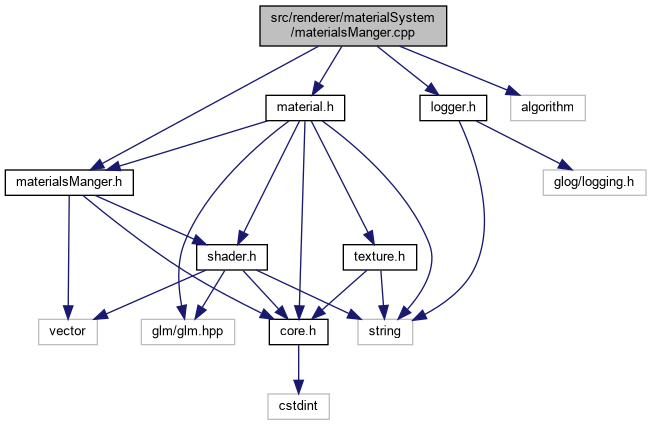 src/renderer/materialSystem
/materialsManger.cpp
material.h
logger.h
algorithm
materialsManger.h
glog/logging.h
shader.h
texture.h
vector
glm/glm.hpp
core.h
string
cstdint